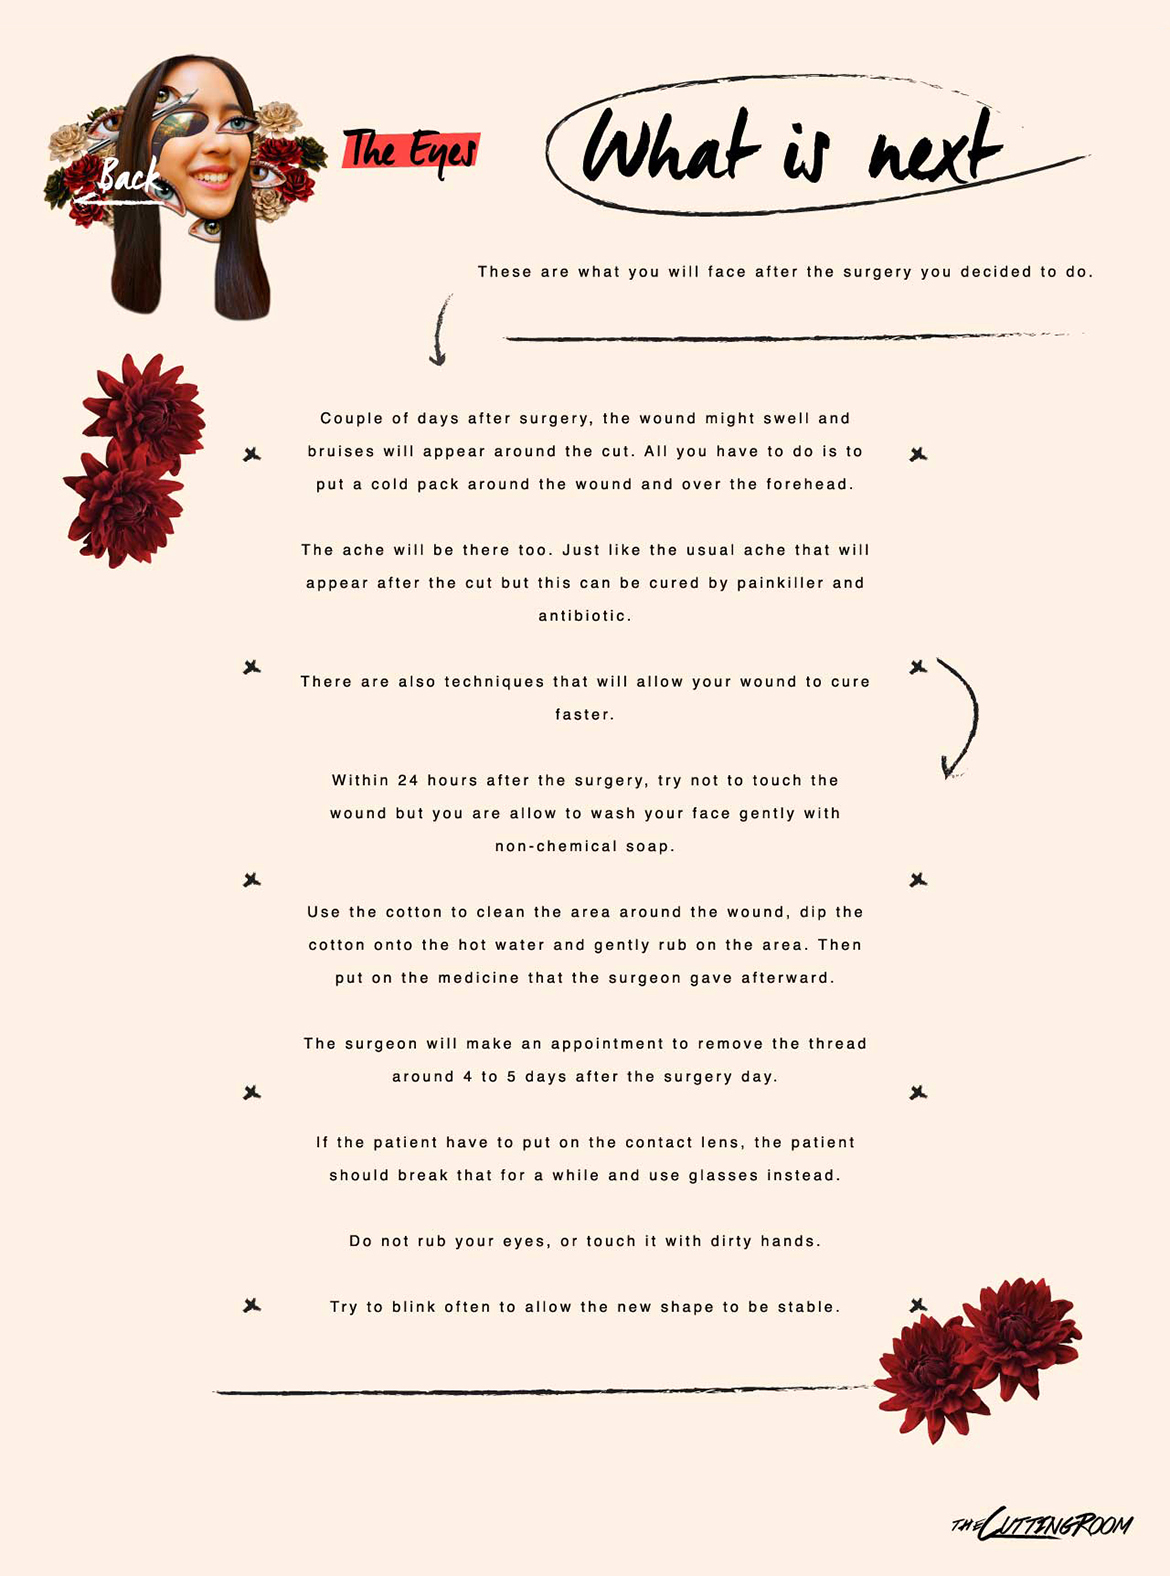 Back
The Eyes
What is next
These are what you will face after the surgery you decided to do.
Couple of days after surgery, the wound might swell and
bruises will appear around the cut. All you have to do is to
put a cold pack around the wound and over the forehead.
The ache will be there too. Just like the usual ache that will
appear after the cut but this can be cured by painkiller and
antibiotic.
There are also techniques that will allow your wound to cure
faster.
Within 24 hours after the surgery, try not to touch the
wound but you are allow to wash your face gently with
non-chemical soap.
Use the cotton to clean the area around the wound, dip the
cotton onto the hot water and gently rub on the area. Then
put on the medicine that the surgeon gave afterward.
The surgeon will make an appointment to remove the thread
around 4 to 5 days after the surgery day.
If the patient have to put on the contact lens, the patient
should break that for a while and use glasses instead.
Do not rub your eyes, or touch it with dirty hands.
Try to blink often to allow the new shape to be stable.
THE CUTTING ROOM